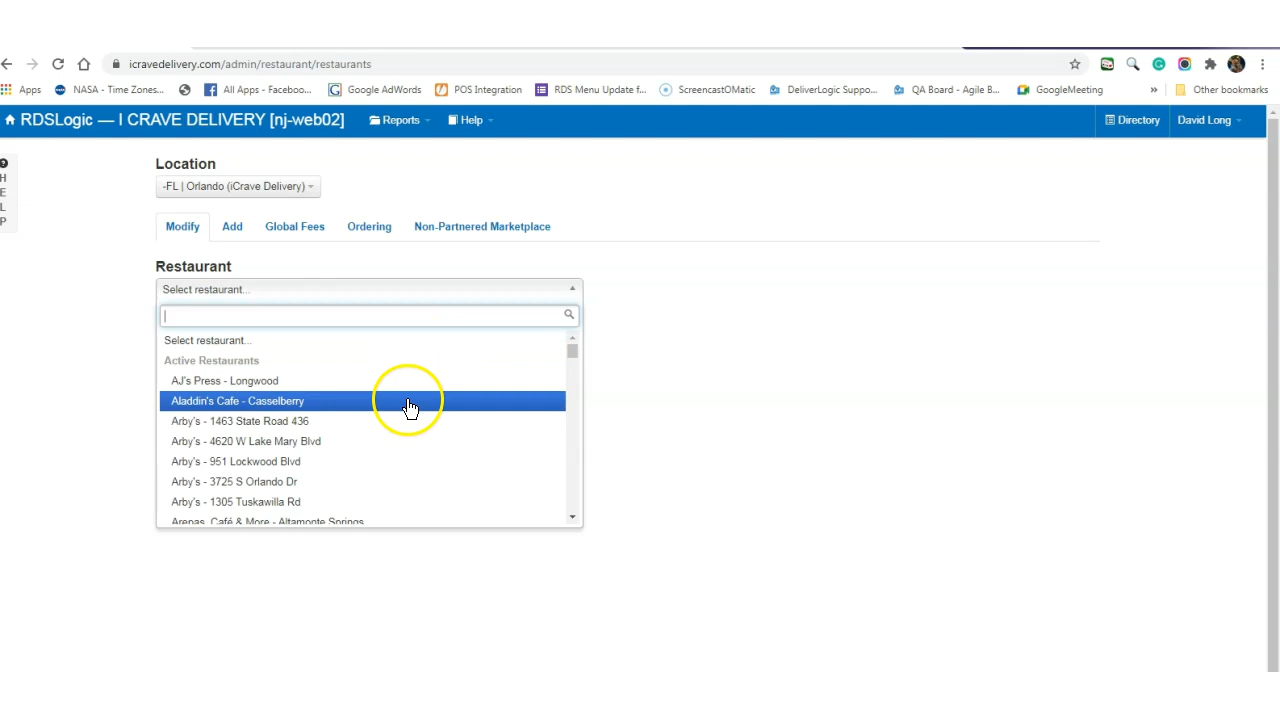 icravedelivery.com/admin/restaurant/restaurants
Apps NASA - Time Zones... All Apps - Faceboo... Google AdWords POS Integration RDS Menu Update f... ScreencastOMatic DeliverLogic Suppo... QA Board - Agile B... GoogleMeeting » Other bookmarks
RDSLogic — I CRAVE DELIVERY [nj-web02] Reports Help Directory David Long
HELP
Location
-FL | Orlando (iCrave Delivery)
Modify Add Global Fees Ordering Non-Partnered Marketplace
Restaurant
Select restaurant...
Select restaurant...
Active Restaurants
AJ's Press - Longwood
Aladdin's Cafe - Casselberry
Arby's - 1463 State Road 436
Arby's - 4620 W Lake Mary Blvd
Arby's - 951 Lockwood Blvd
Arby's - 3725 S Orlando Dr
Arby's - 1305 Tuskawilla Rd
Arepas, Café & More - Altamonte Springs